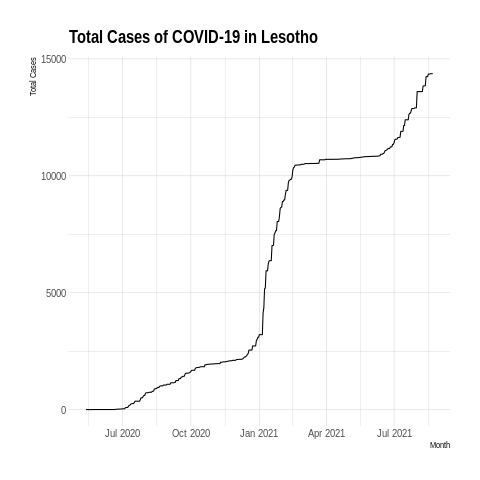 Total Cases of COVID-19 in Lesotho
Total Cases
15000
10000
5000
0
Jul 2020 Oct 2020 Jan 2021 Apr 2021 Jul 2021
Month